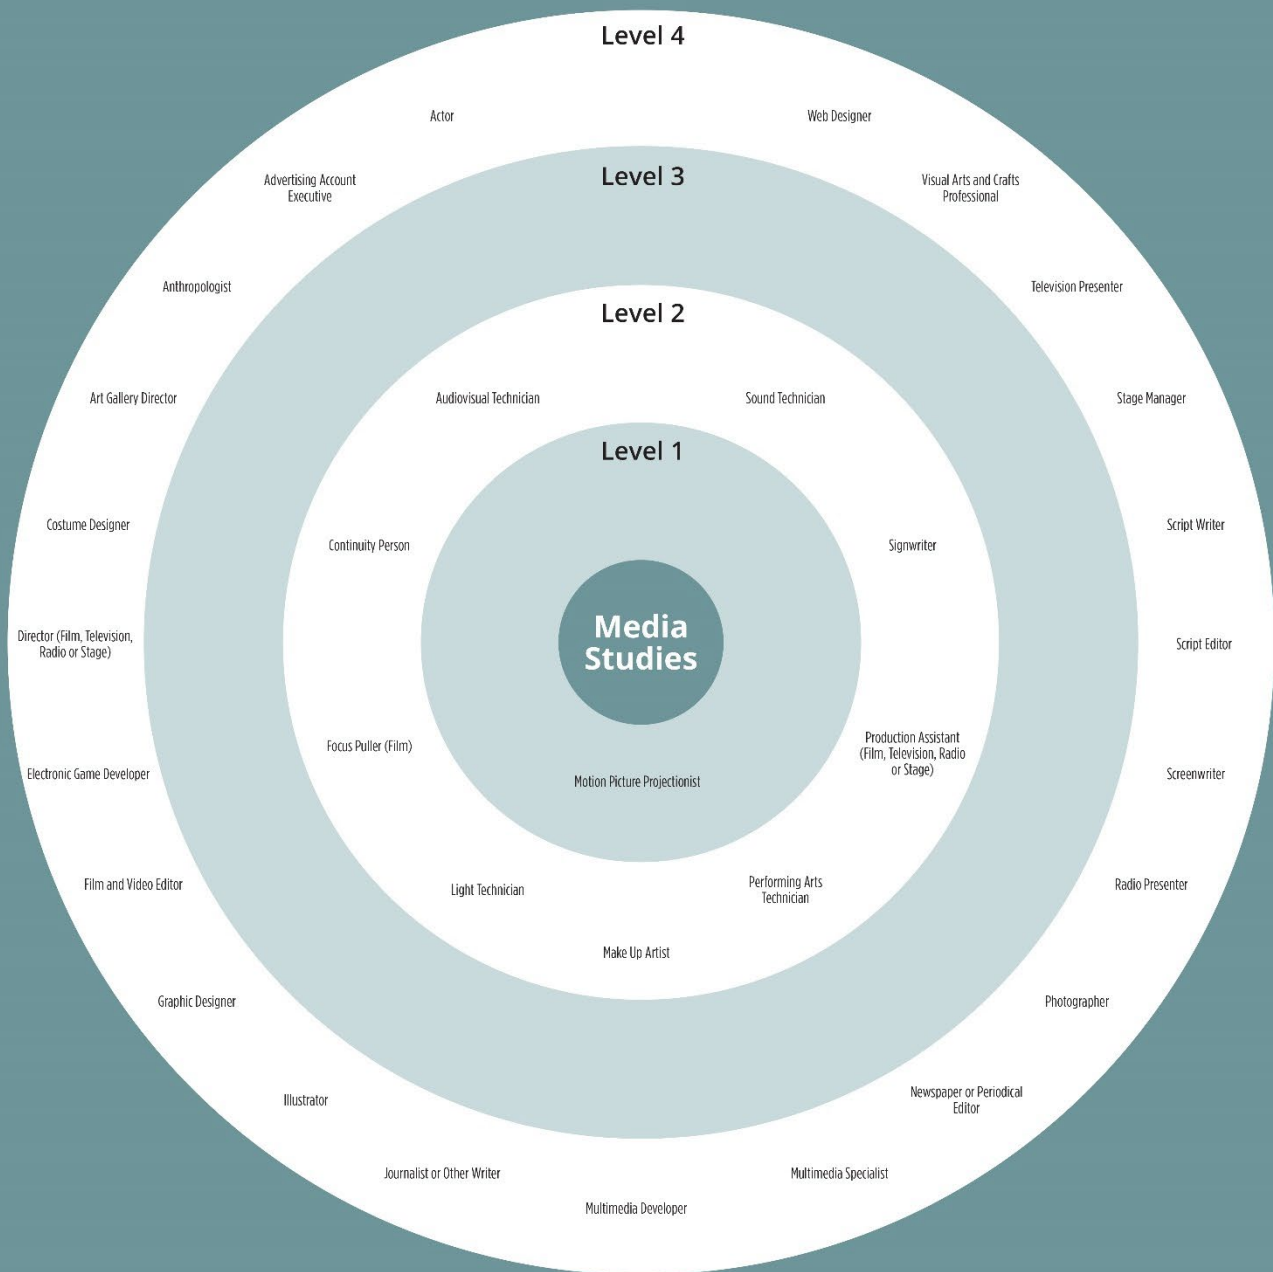 Level 4
Actor
Web Designer
Advertising Account
Executive
Visual Arts and Crafts
Professional
Anthropologist
Television Presenter
Art Gallery Director
Stage Manager
Costume Designer
Script Writer
Director (Film, Television,
Radio or Stage)
Script Editor
Electronic Game Developer
Screenwriter
Film and Video Editor
Radio Presenter
Graphic Designer
Photographer
Illustrator
Newspaper or Periodical
Editor
Journalist or Other Writer
Multimedia Specialist
Multimedia Developer
Level 3
Level 2
Audiovisual Technician
Sound Technician
Continuity Person
Signwriter
Focus Puller (Film)
Production Assistant
(Film, Television, Radio
or Stage)
Light Technician
Performing Arts
Technician
Make Up Artist
Level 1
Media
Studies
Motion Picture Projectionist